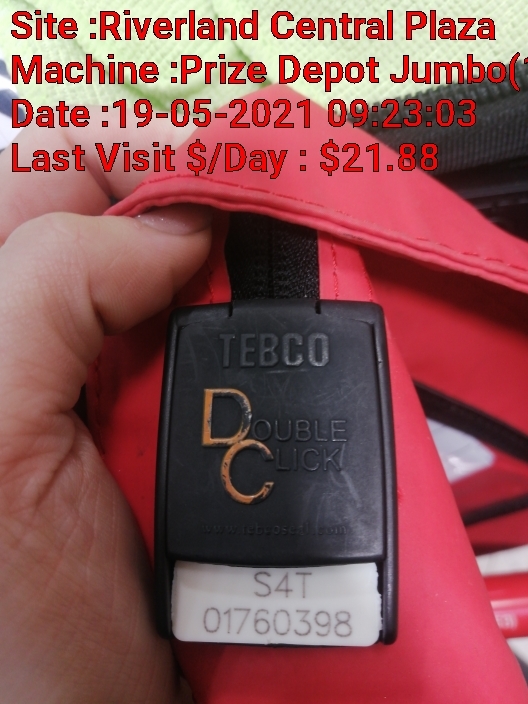 Site :Riverland Central Plaza
Machine :Prize Depot Jumbo(
Date :19-05-2021 09:23:03
Last Visit $/Day : $21.88
TEBCO
DOUBLE
CLICK
S4T
01760398